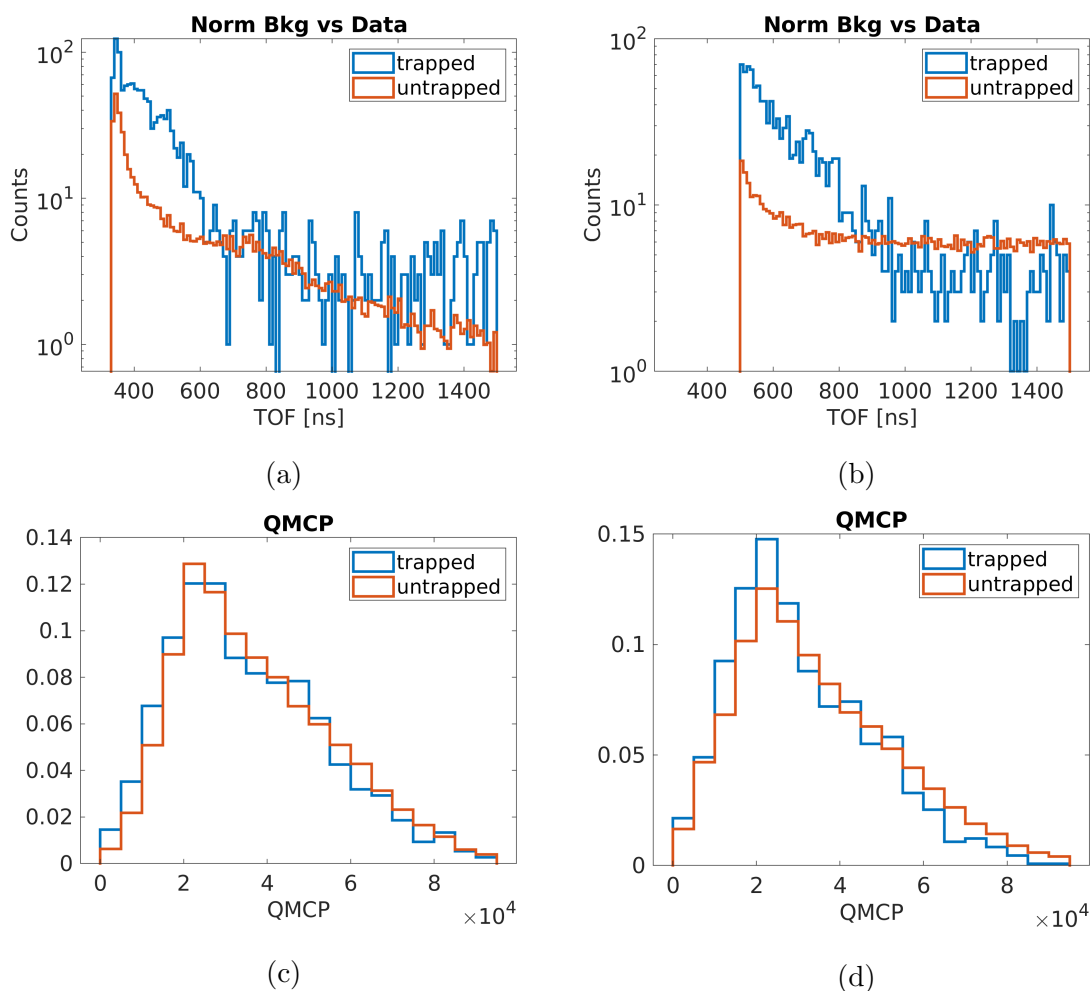 Norm Bkg vs Data
10^2
10^1
10^0
Counts
trapped
untrapped
400 600 800 1000 1200 1400
TOF [ns]
(a)
Norm Bkg vs Data
10^2
10^1
10^0
Counts
trapped
untrapped
400 600 800 1000 1200 1400
TOF [ns]
(b)
QMCP
0.14
0.12
0.1
0.08
0.06
0.04
0.02
0
trapped
untrapped
0 2 4 6 8
QMCP
×10^4
(c)
QMCP
0.15
0.1
0.05
0
trapped
untrapped
0 2 4 6 8
QMCP
×10^4
(d)